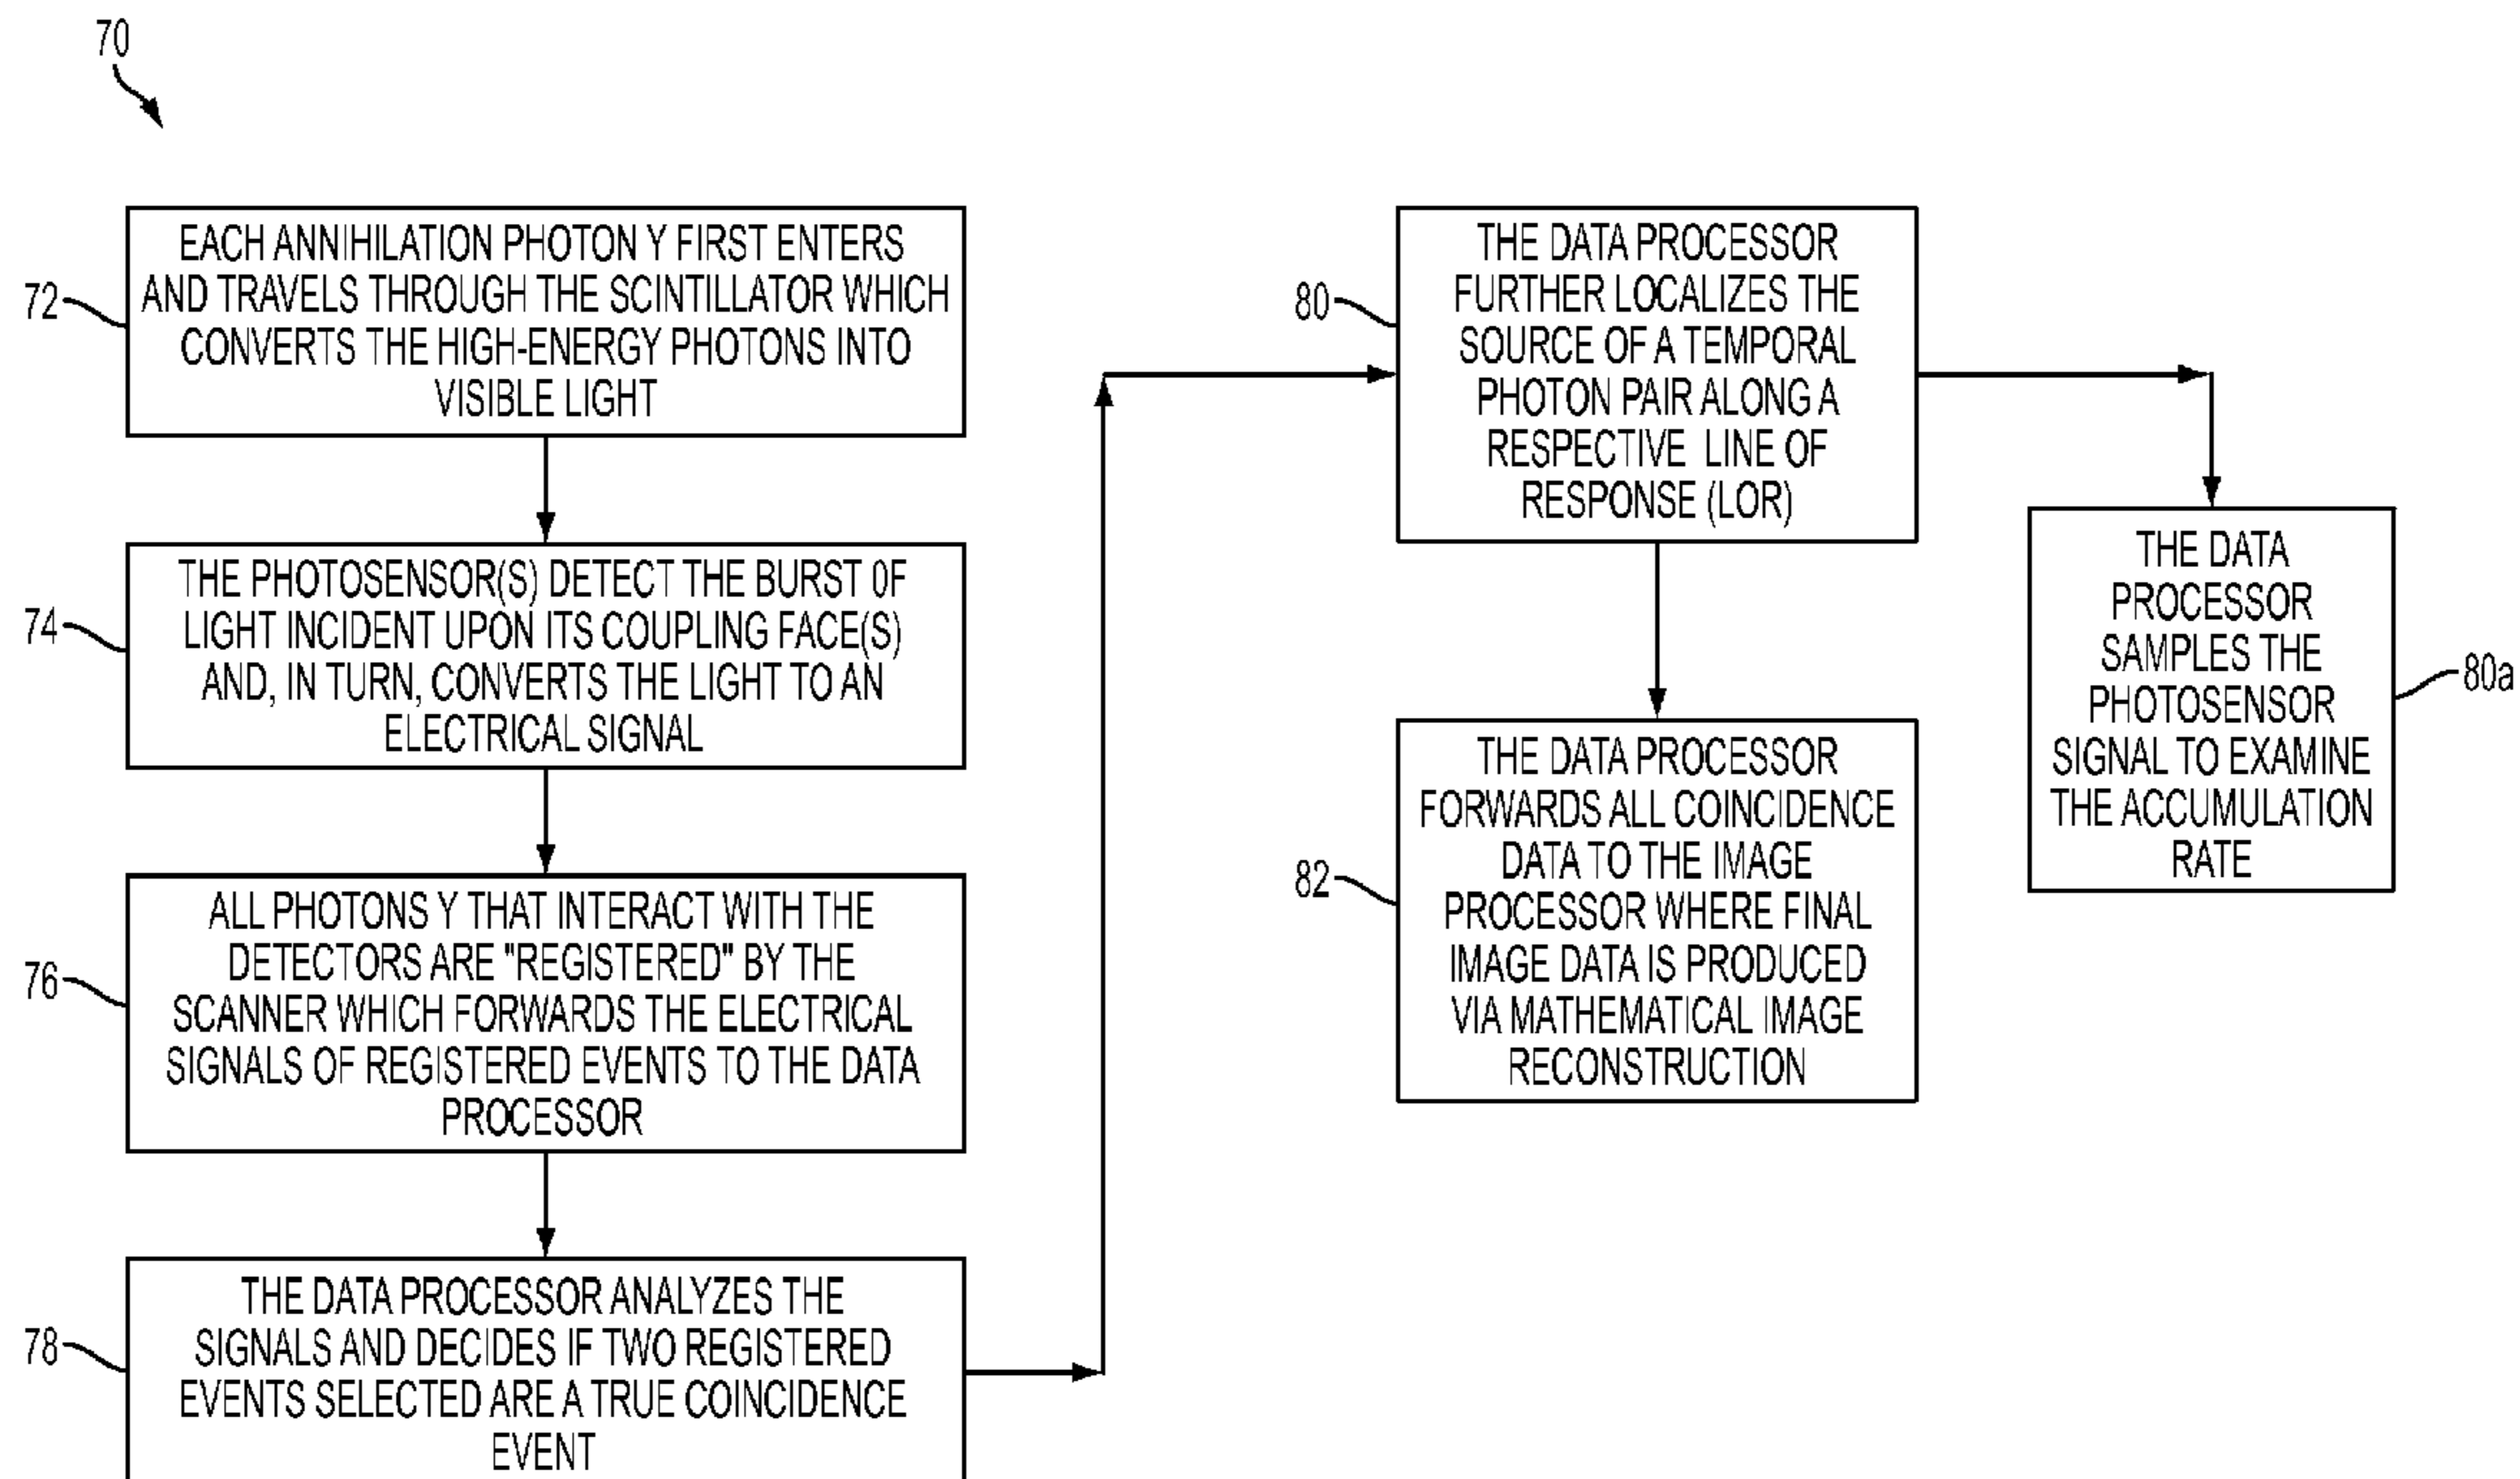 70
72
EACH ANNIHILATION PHOTON Y FIRST ENTERS
AND TRAVELS THROUGH THE SCINTILLATOR WHICH
CONVERTS THE HIGH-ENERGY PHOTONS INTO
VISIBLE LIGHT
74
THE PHOTOSENSOR(S) DETECT THE BURST 0F
LIGHT INCIDENT UPON ITS COUPLING FACE(S)
AND, IN TURN, CONVERTS THE LIGHT TO AN
ELECTRICAL SIGNAL
76
ALL PHOTONS Y THAT INTERACT WITH THE
DETECTORS ARE "REGISTERED" BY THE
SCANNER WHICH FORWARDS THE ELECTRICAL
SIGNALS OF REGISTERED EVENTS TO THE DATA
PROCESSOR
78
THE DATA PROCESSOR ANALYZES THE
SIGNALS AND DECIDES IF TWO REGISTERED
EVENTS SELECTED ARE A TRUE COINCIDENCE
EVENT
80
THE DATA PROCESSOR
FURTHER LOCALIZES THE
SOURCE OF A TEMPORAL
PHOTON PAIR ALONG A
RESPECTIVE LINE OF
RESPONSE (LOR)
82
THE DATA PROCESSOR
FORWARDS ALL COINCIDENCE
DATA TO THE IMAGE
PROCESSOR WHERE FINAL
IMAGE DATA IS PRODUCED
VIA MATHEMATICAL IMAGE
RECONSTRUCTION
THE DATA
PROCESSOR
SAMPLES THE
PHOTOSENSOR
SIGNAL TO EXAMINE
THE ACCUMULATION
RATE
80a